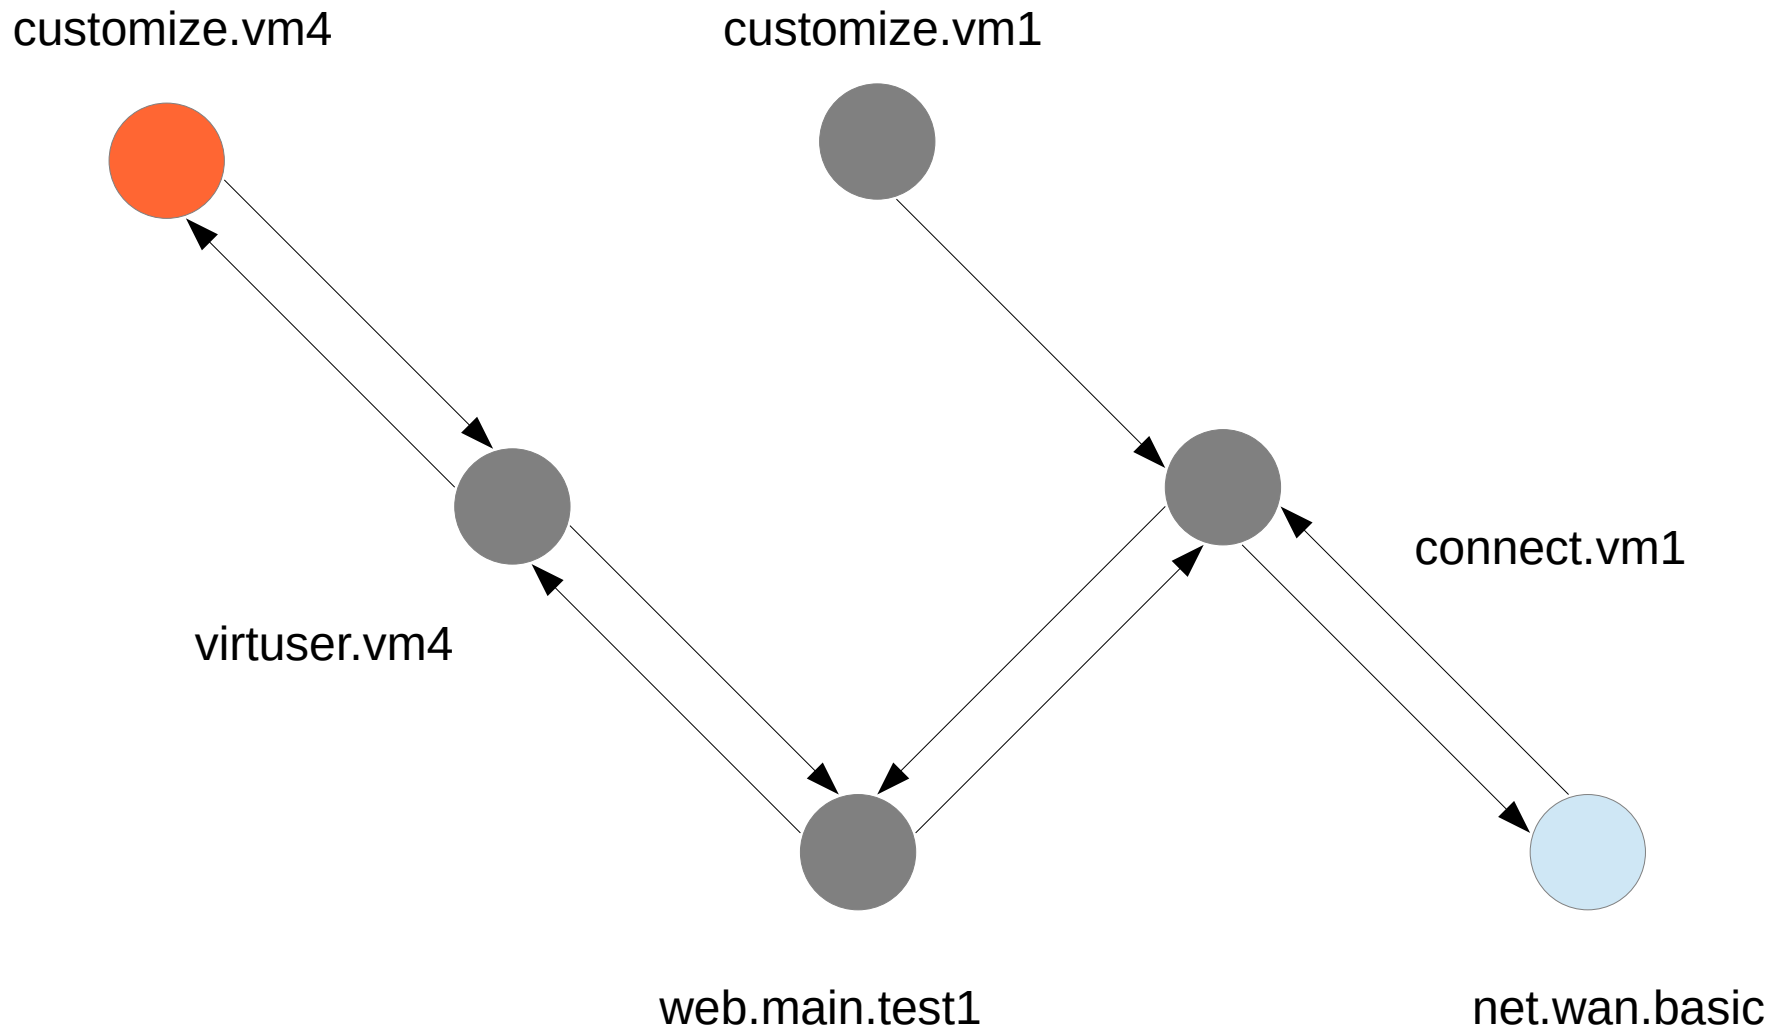 customize.vm4
customize.vm1
connect.vm1
virtuser.vm4
web.main.test1
net.wan.basic